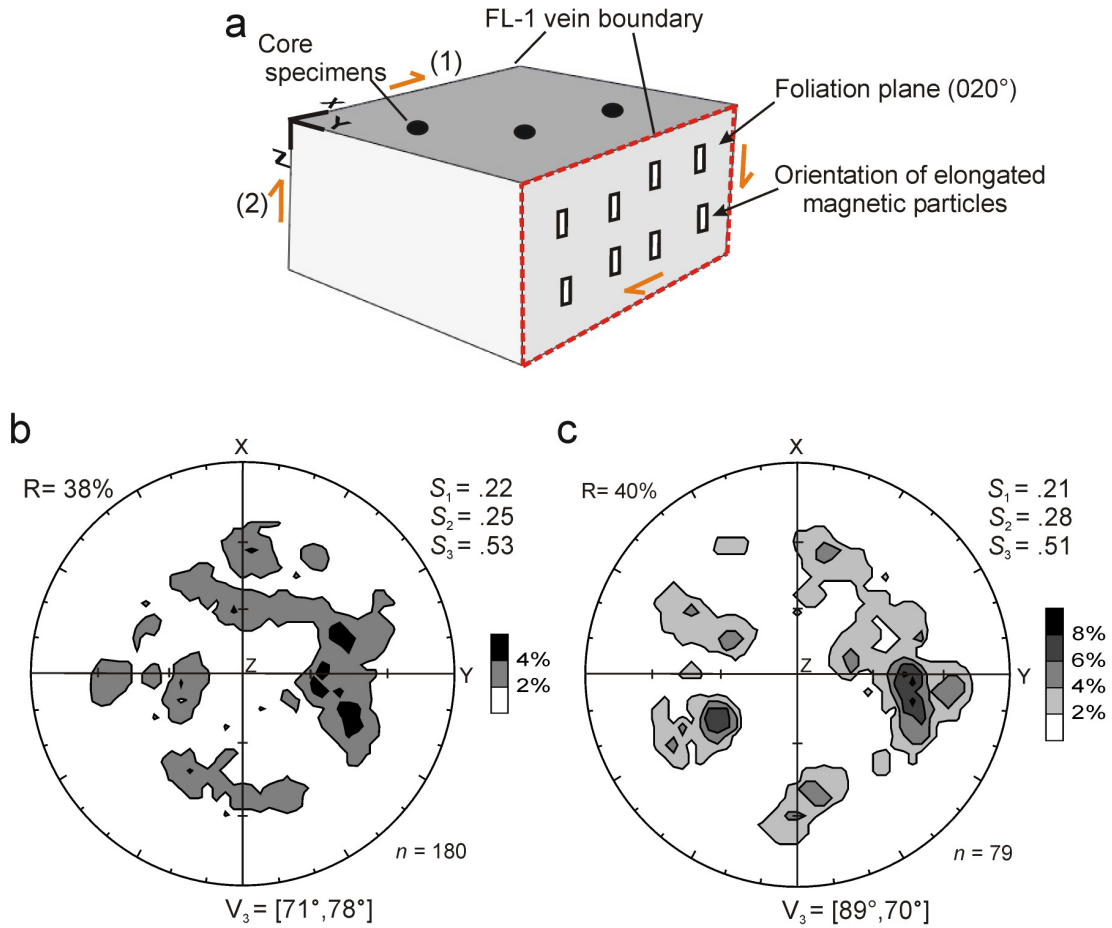 a
FL-1 vein boundary
Core
specimens
(1)
X
Y
Z
(2)
Foliation plane (020°)
Orientation of elongated
magnetic particles
b
X
R= 38%
S₁ = .22
S₂ = .25
S₃ = .53
Z
Y
4%
2%
n = 180
V₃ = [71°,78°]
c
X
R= 40%
S₁ = .21
S₂ = .28
S₃ = .51
Z
Y
8%
6%
4%
2%
n = 79
V₃ = [89°,70°]